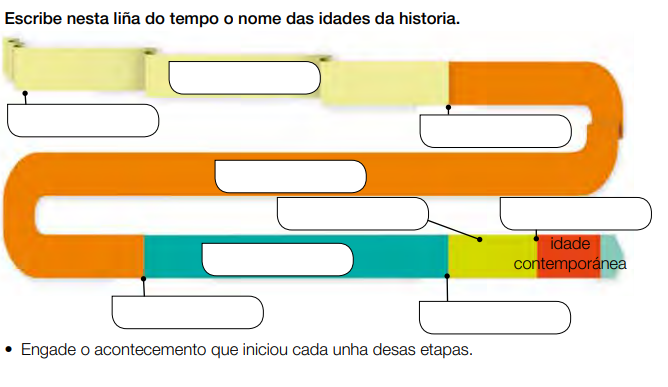 Escribe nesta liña do tempo o nome das idades da historia.
idade
contemporánea
• Engade o acontecemento que iniciou cada unha desas etapas.